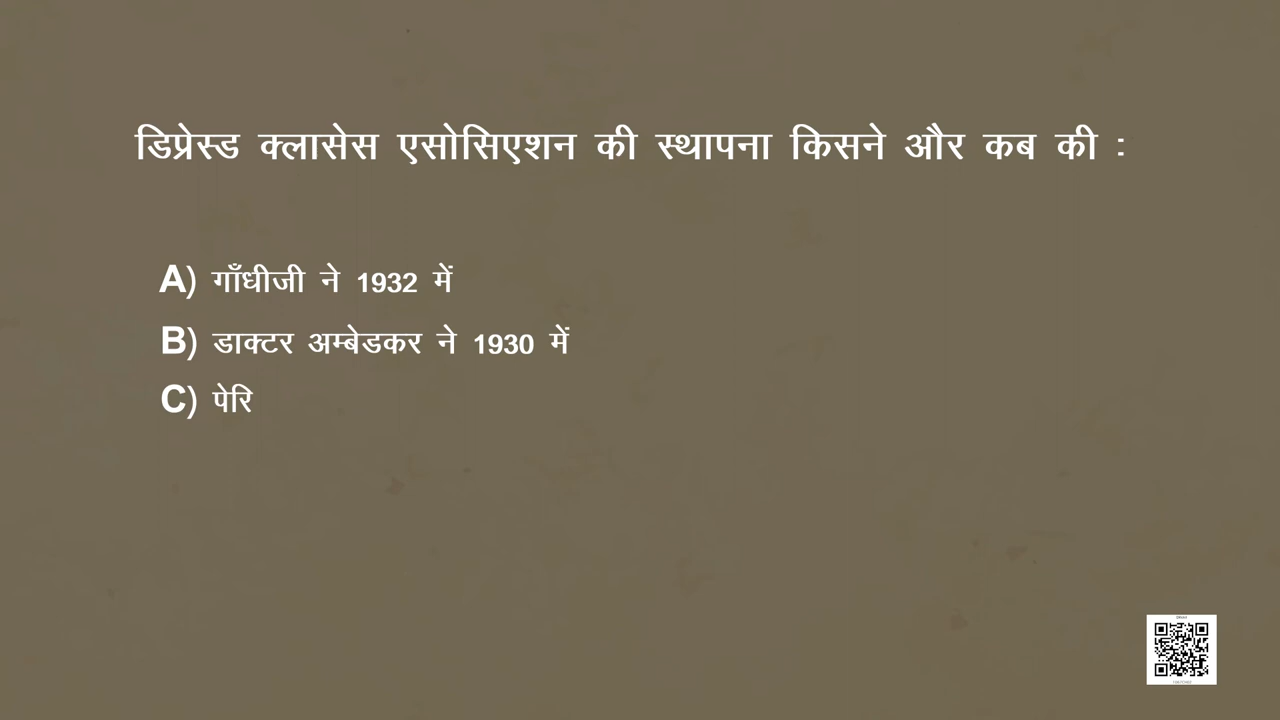 डिप्रेस्ड क्लासेस एसोसिएशन की स्थापना किसने और कब की :
A) गाँधीजी ने 1932 में
B) डाक्टर अम्बेडकर ने 1930 में
C) पेरि